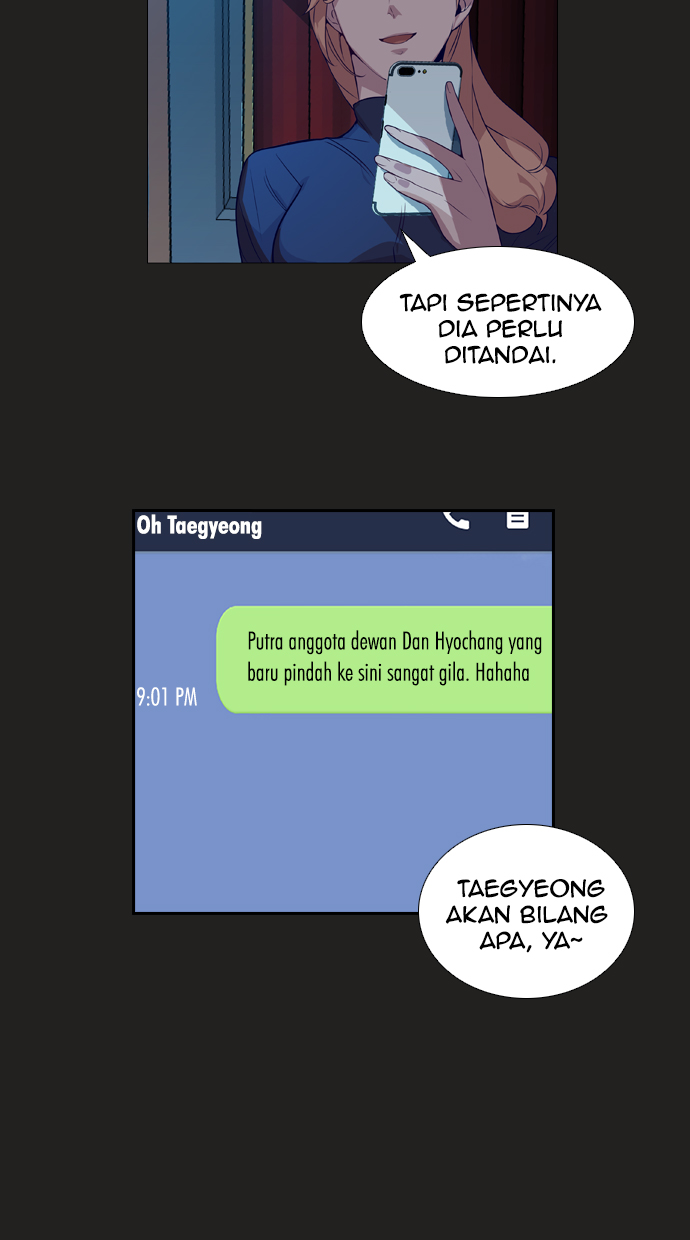 TAPI SEPERTINYA
DIA PERLU
DITANDAI.
Oh Taegyeong
Putra anggota dewan Dan Hyochang yang
baru pindah ke sini sangat gila. Hahaha
9:01 PM
TAEGYEONG
AKAN BILANG
APA, YA~